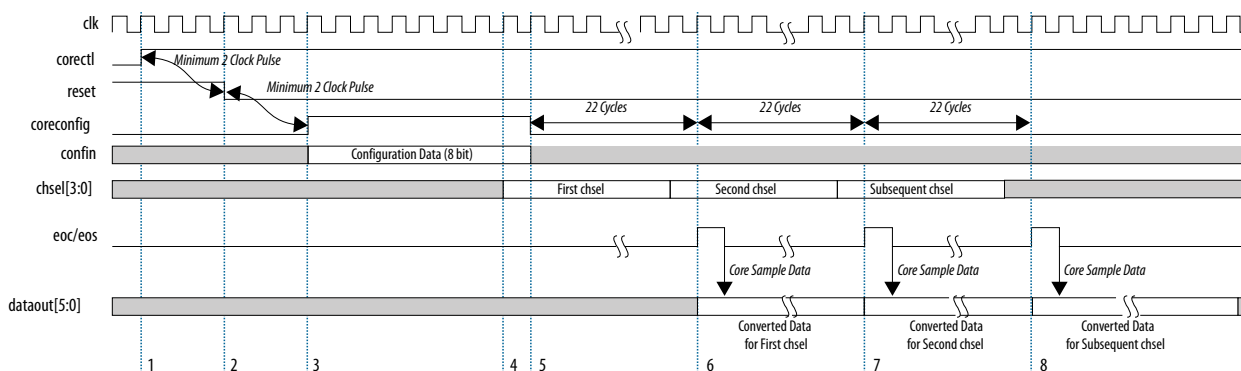 clk
corectl
Minimum 2 Clock Pulse
reset
Minimum 2 Clock Pulse
22 Cycles
22 Cycles
22 Cycles
coreconfig
confin
Configuration Data (8 bit)
chsel[3:0]
First chsel
Second chsel
Subsequent chsel
eoc/eos
Core Sample Data
Core Sample Data
Core Sample Data
dataout[5:0]
Converted Data
for First chsel
Converted Data
for Second chsel
Converted Data
for Subsequent chsel
1 2 3 4 5 6 7 8